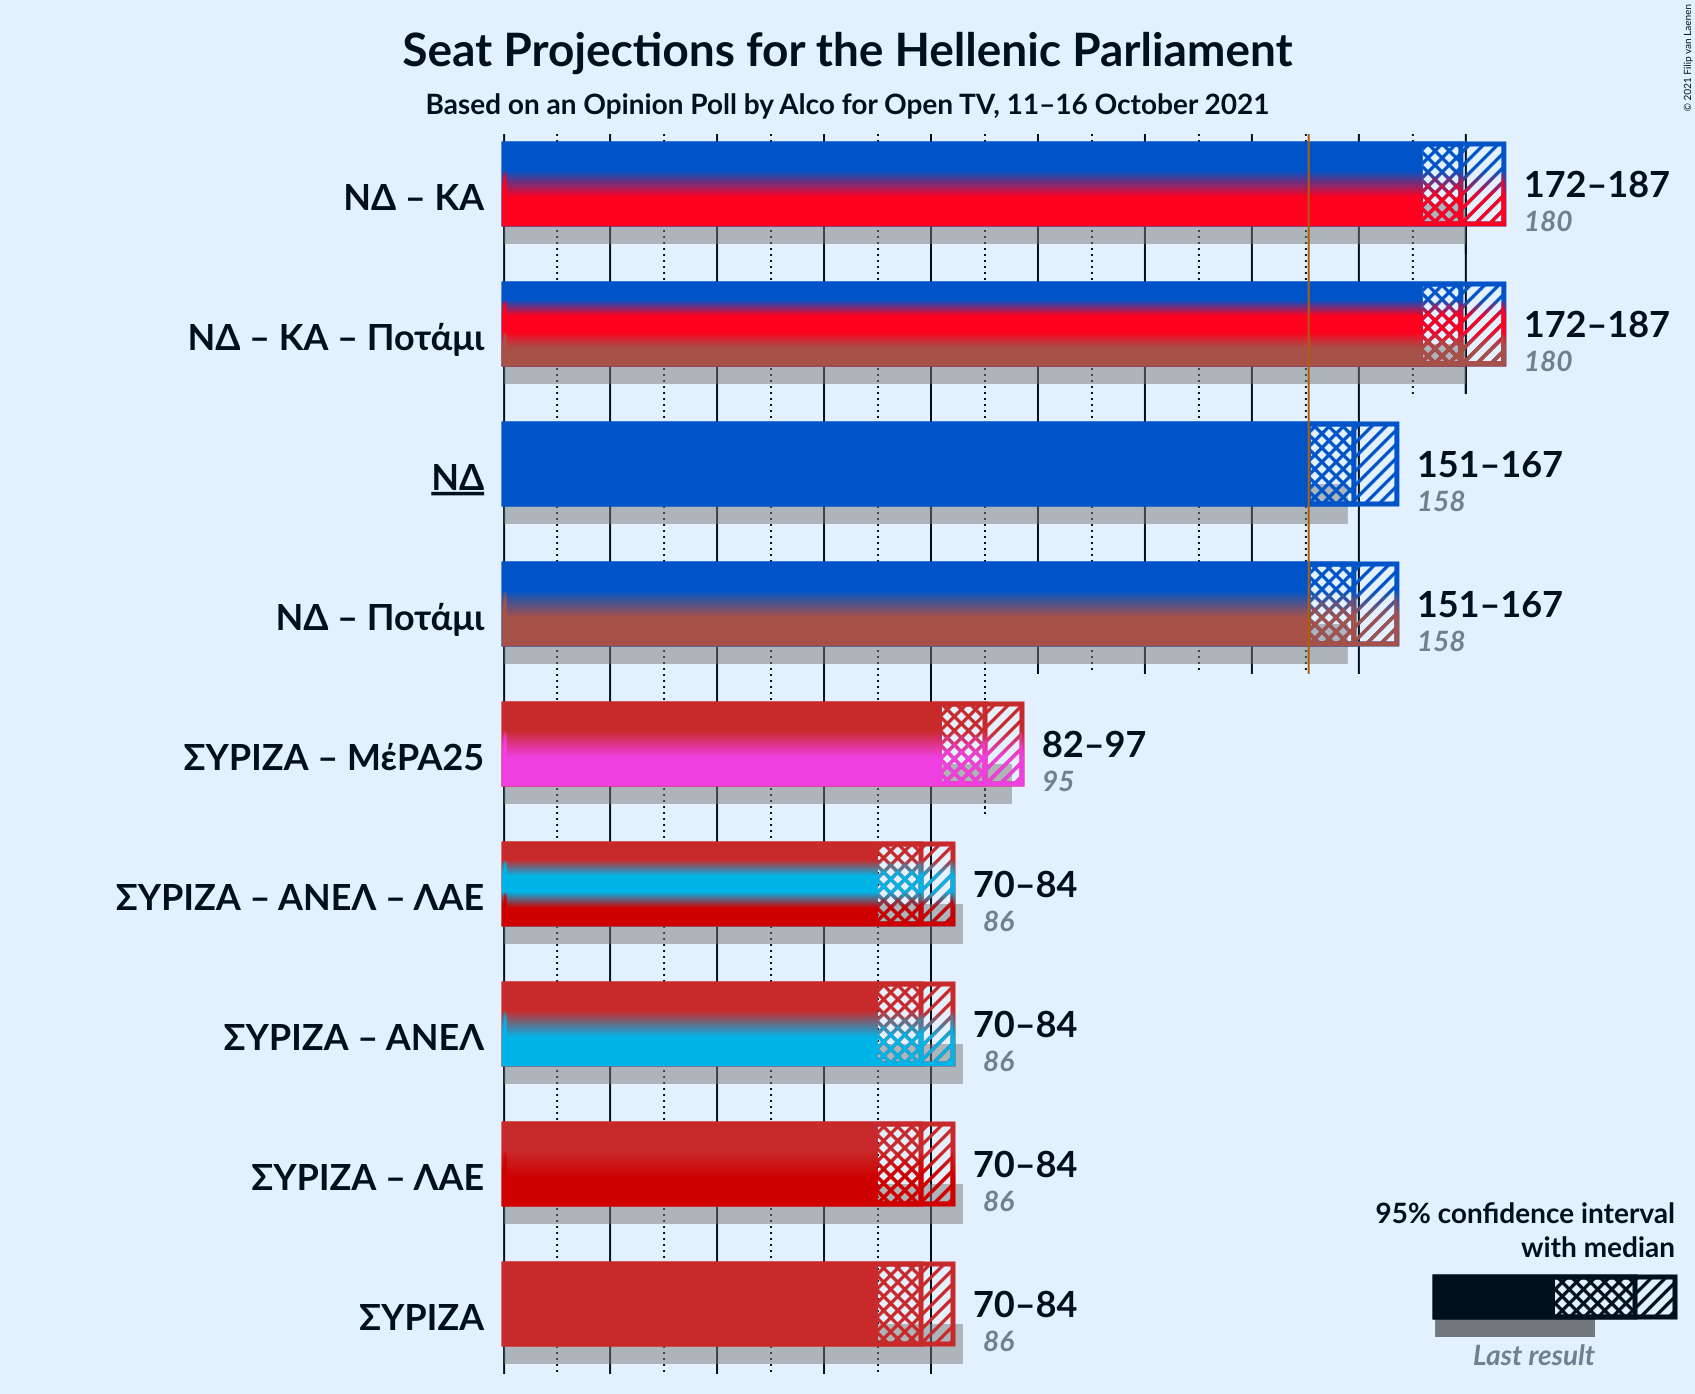 Seat Projections for the Hellenic Parliament
Based on an Opinion Poll by Alco for Open TV, 11–16 October 2021
© 2021 Filip van Laenen
ΝΔ – ΚΑ
172–187
180
ΝΔ – ΚΑ – Ποτάμι
172–187
180
ΝΔ
151–167
158
ΝΔ – Ποτάμι
151–167
158
ΣΥΡΙΖΑ – ΜέΡΑ25
82–97
95
ΣΥΡΙΖΑ – ΑΝΕΛ – ΛΑΕ
70–84
86
ΣΥΡΙΖΑ – ΑΝΕΛ
70–84
86
ΣΥΡΙΖΑ – ΛΑΕ
70–84
86
ΣΥΡΙΖΑ
70–84
86
95% confidence interval
with median
Last result